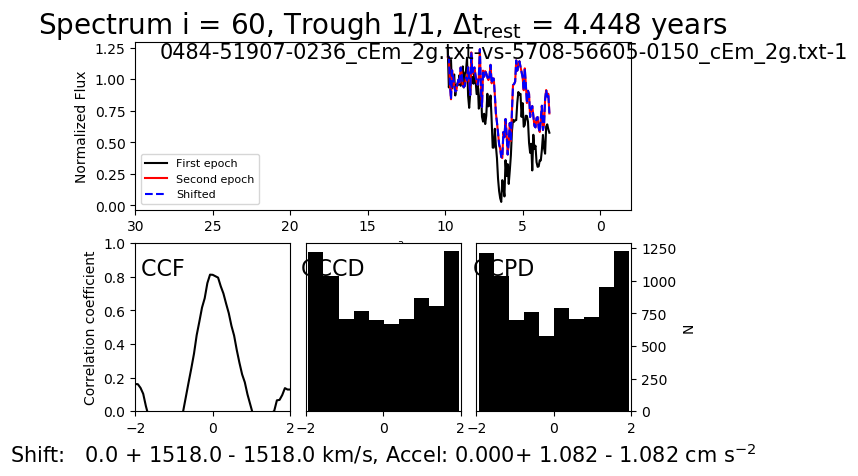 Spectrum i = 60, Trough 1/1, Δt_rest = 4.448 years
0484-51907-0236_cEm_2g.txt-vs-5708-56605-0150_cEm_2g.txt-1
Normalized Flux
1.25
1.00
0.75
0.50
0.25
0.00
First epoch
Second epoch
Shifted
30 25 20 15 10 5 0
Correlation coefficient
1.0
0.8
0.6
0.4
0.2
0.0
CCF
CCCD
CCPD
1250
1000
750
500
250
0
N
−2 0 2
−2 0 2
−2 0 2
Shift: 0.0 + 1518.0 - 1518.0 km/s, Accel: 0.000+ 1.082 - 1.082 cm s⁻²